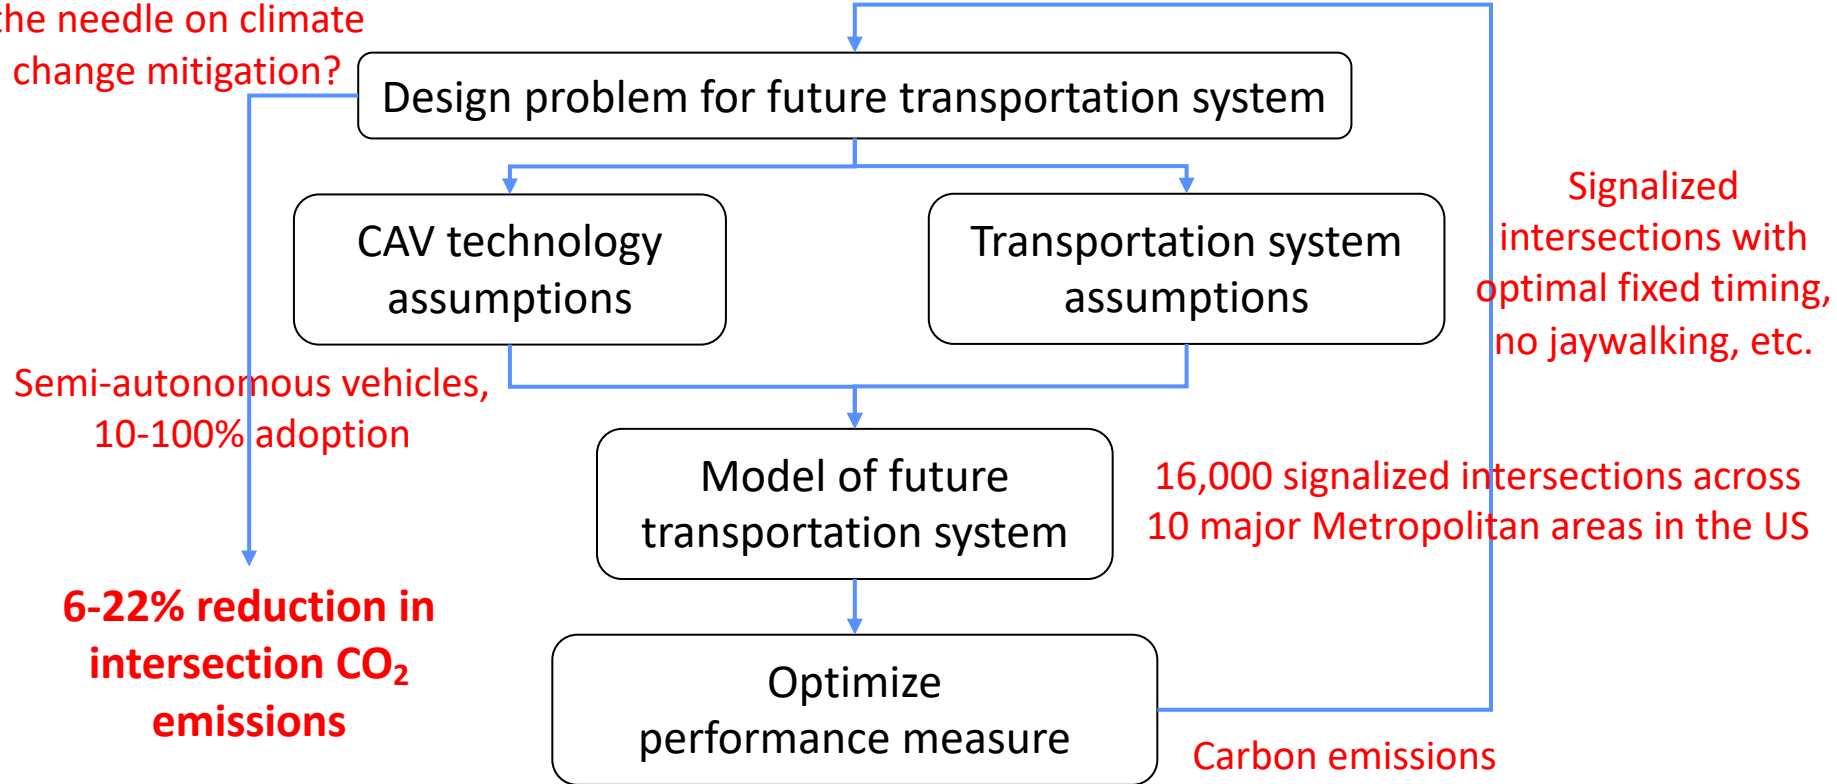 the needle on climate
change mitigation?
Design problem for future transportation system
CAV technology
assumptions
Transportation system
assumptions
Signalized
intersections with
optimal fixed timing,
no jaywalking, etc.
Semi-autonomous vehicles,
10-100% adoption
Model of future
transportation system
16,000 signalized intersections across
10 major Metropolitan areas in the US
6-22% reduction in
intersection CO₂
emissions
Optimize
performance measure
Carbon emissions